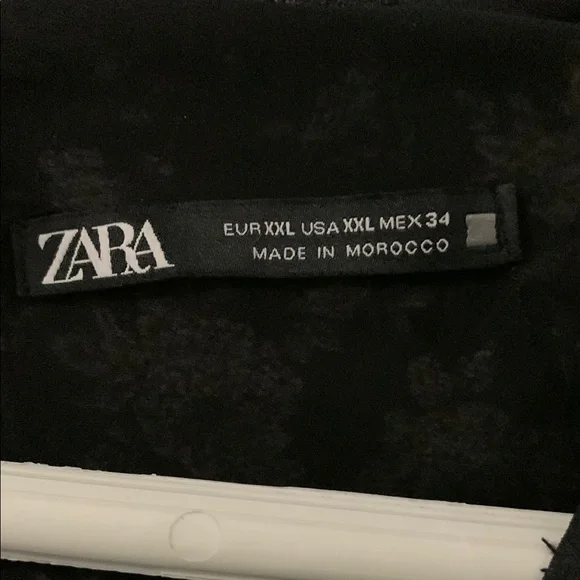 ZARA
EUR XXL USA XXL MEX 34
MADE IN MOROCCO